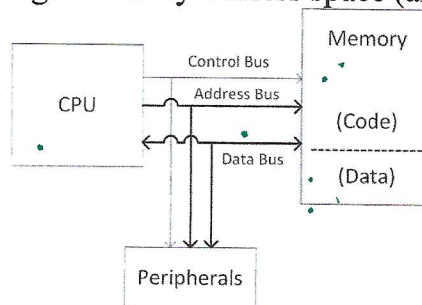 Memory
Control Bus
CPU
Address Bus
(Code)
Data Bus
(Data)
Peripherals